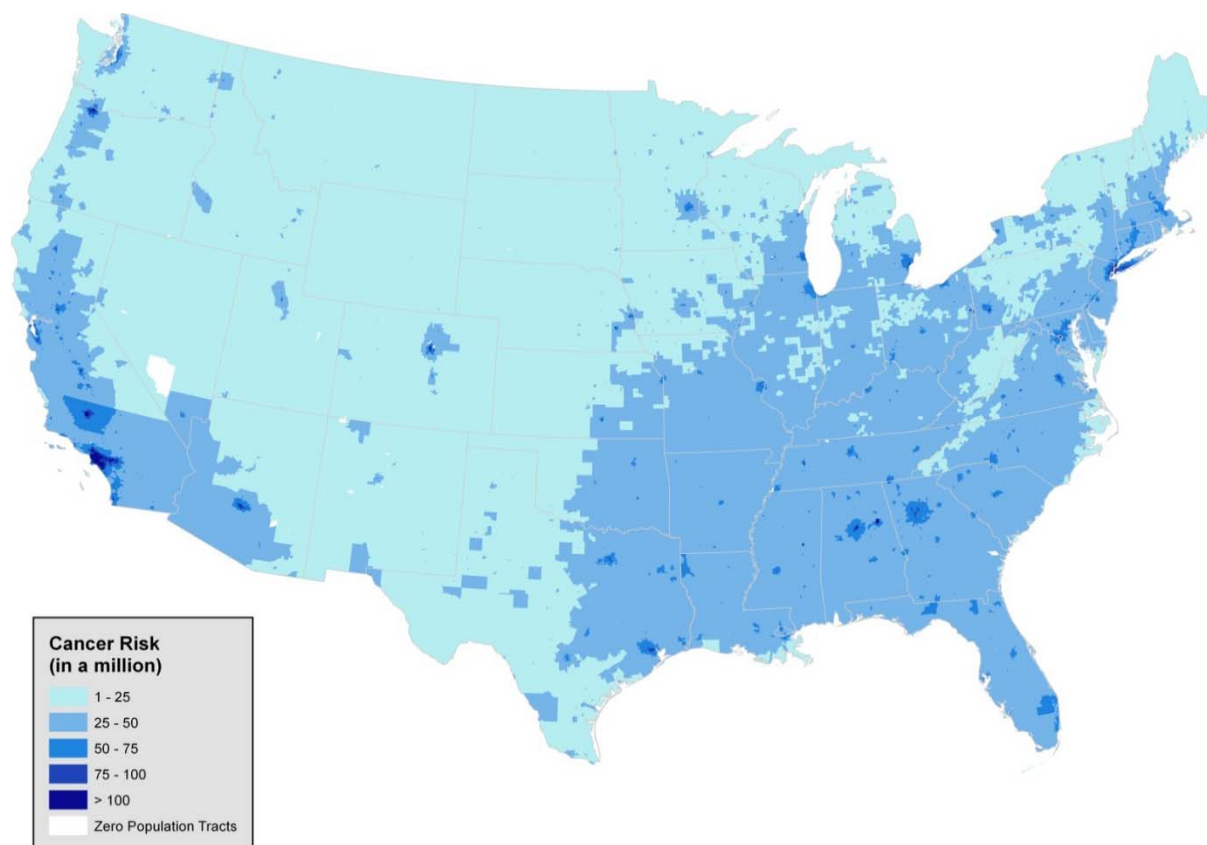 Cancer Risk
(in a million)
1 - 25
25 - 50
50 - 75
75 - 100
> 100
Zero Population Tracts